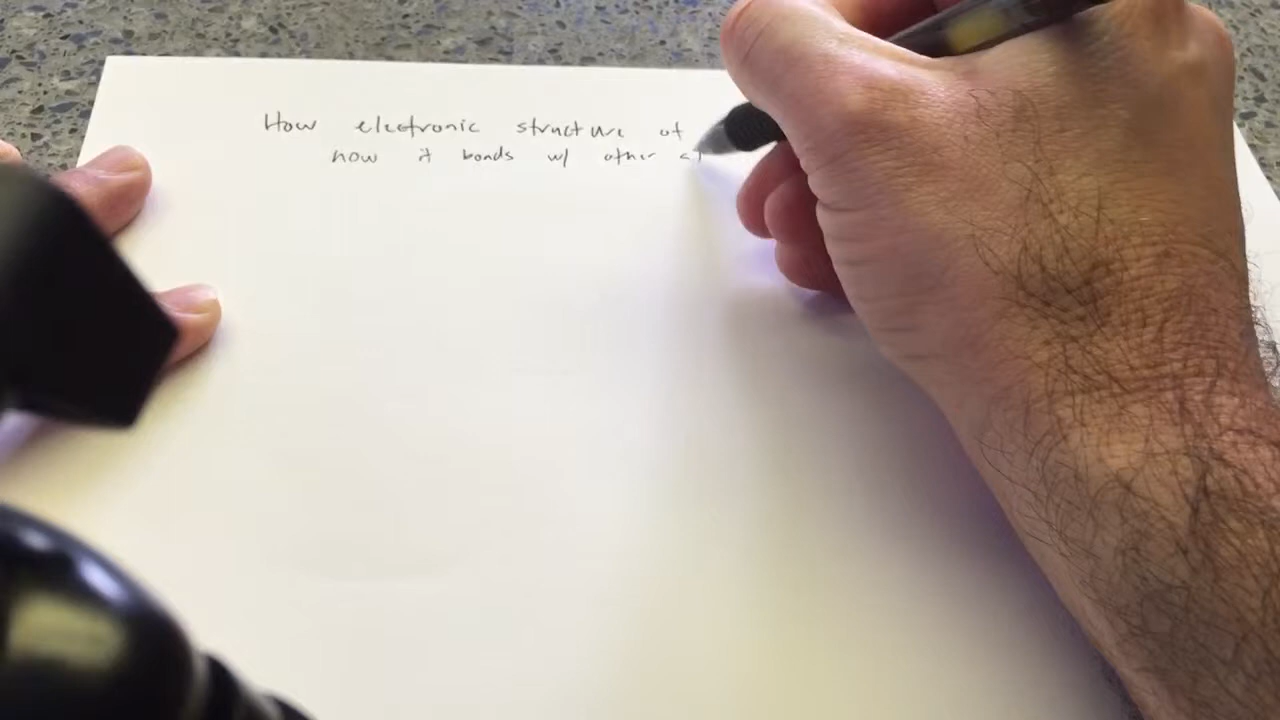 How electronic structure of
how it bonds w/ other